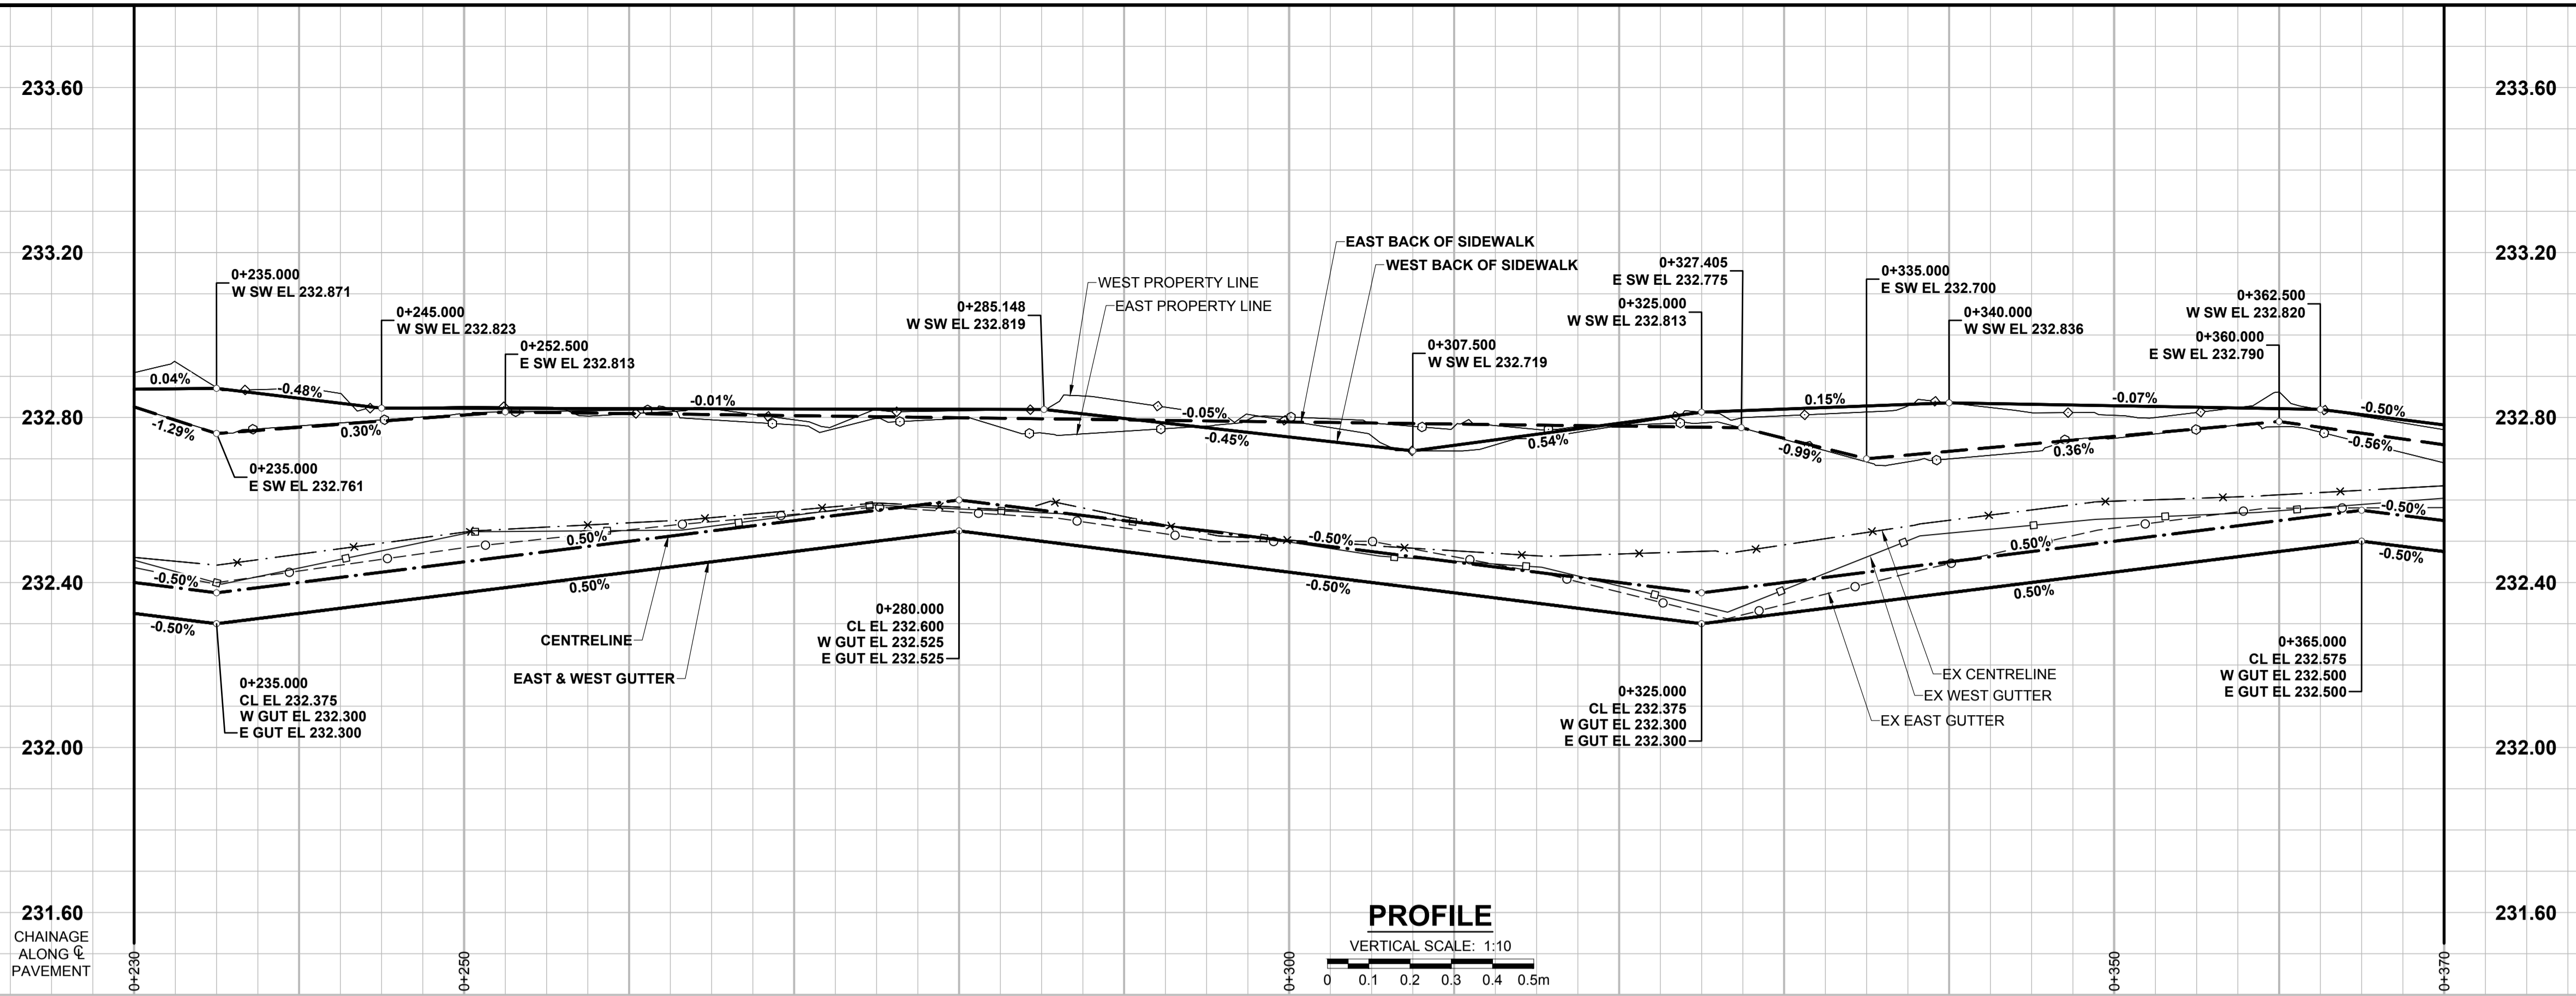 233.60
233.60
233.20
233.20
232.80
232.80
232.40
232.40
232.00
232.00
231.60
231.60
0+235.000
W SW EL 232.871
0+245.000
W SW EL 232.823
0+252.500
E SW EL 232.813
0+285.148
W SW EL 232.819
WEST PROPERTY LINE
EAST PROPERTY LINE
EAST BACK OF SIDEWALK
WEST BACK OF SIDEWALK
0+307.500
W SW EL 232.719
0+327.405
E SW EL 232.775
0+325.000
W SW EL 232.813
0+335.000
E SW EL 232.700
0+340.000
W SW EL 232.836
0+362.500
W SW EL 232.820
0+360.000
E SW EL 232.790
0.04%
-0.48%
-0.01%
-0.05%
-0.45%
0.54%
0.15%
-0.07%
-0.50%
-1.29%
0.30%
-0.99%
0.36%
-0.56%
0+235.000
E SW EL 232.761
-0.50%
0.50%
-0.50%
0.50%
-0.50%
-0.50%
0.50%
-0.50%
0.50%
-0.50%
CENTRELINE
EAST & WEST GUTTER
0+235.000
CL EL 232.375
W GUT EL 232.300
E GUT EL 232.300
0+280.000
CL EL 232.600
W GUT EL 232.525
E GUT EL 232.525
0+325.000
CL EL 232.375
W GUT EL 232.300
E GUT EL 232.300
EX CENTRELINE
EX WEST GUTTER
EX EAST GUTTER
0+365.000
CL EL 232.575
W GUT EL 232.500
E GUT EL 232.500
PROFILE
VERTICAL SCALE: 1:10
0 0.1 0.2 0.3 0.4 0.5m
CHAINAGE
ALONG ℄
PAVEMENT
0+230
0+250
0+300
0+350
0+370